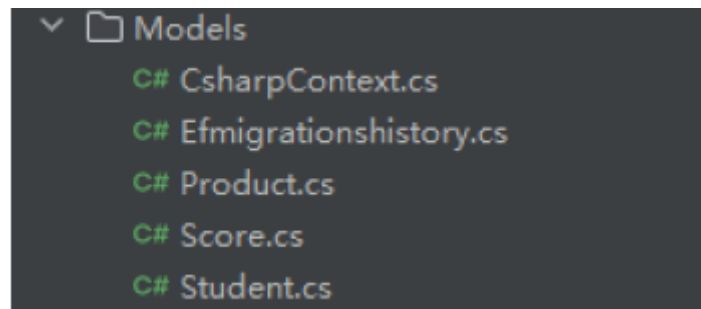 Models
C# CsharpContext.cs
C# Efmigrationshistory.cs
C# Product.cs
C# Score.cs
C# Student.cs